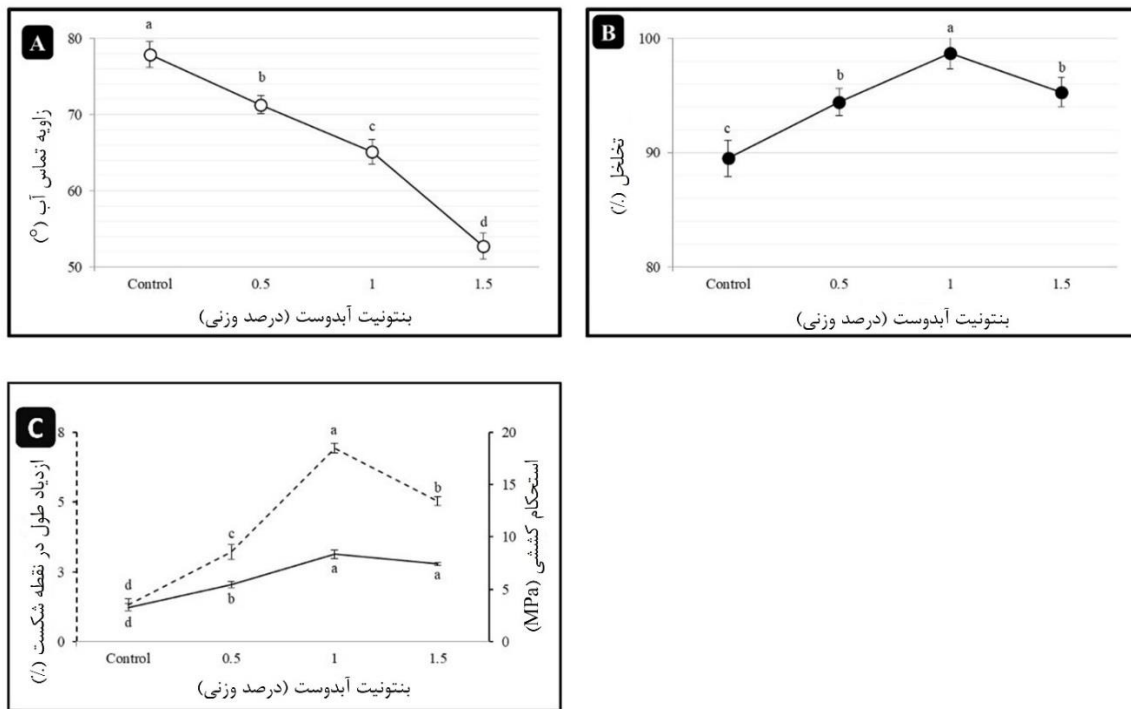 A
a
80
b
70
c
60
d
50
Control
0.5
1
1.5
زاویه تماس آب (°)
بنتونیت آبدوست (درصد وزنی)
B
a
100
b
b
c
90
80
Control
0.5
1
1.5
تخلخل (%)
بنتونیت آبدوست (درصد وزنی)
C
8
5
3
0
20
15
10
5
0
a
b
c
d
d
b
a
a
Control
0.5
1
1.5
ازدیاد طول در نقطه شکست (%)
استحکام کششی
(MPa)
بنتونیت آبدوست (درصد وزنی)